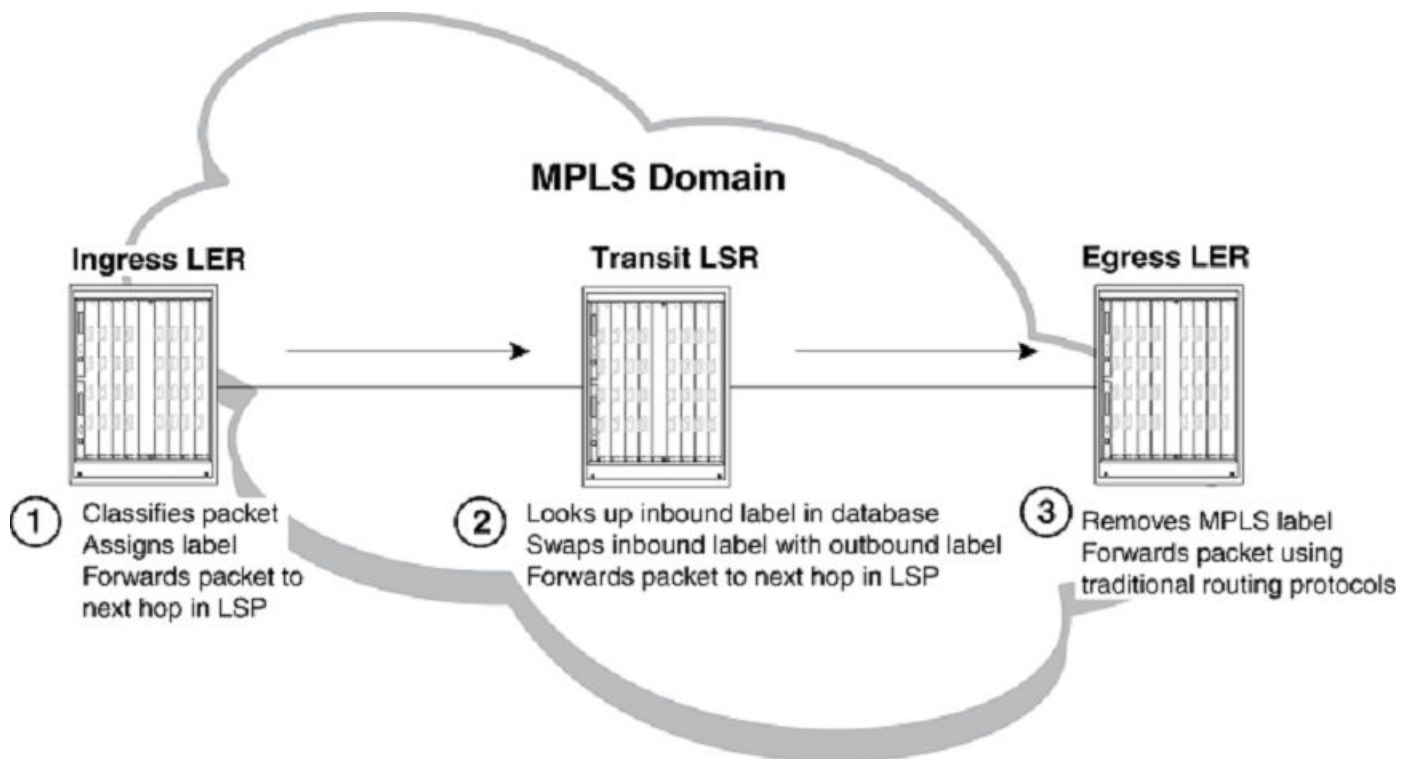 MPLS Domain
Ingress LER
Transit LSR
Egress LER
1
Classifies packet
Assigns label
Forwards packet to
next hop in LSP
2
Looks up inbound label in database
Swaps inbound label with outbound label
Forwards packet to next hop in LSP
3
Removes MPLS label
Forwards packet using
traditional routing protocols